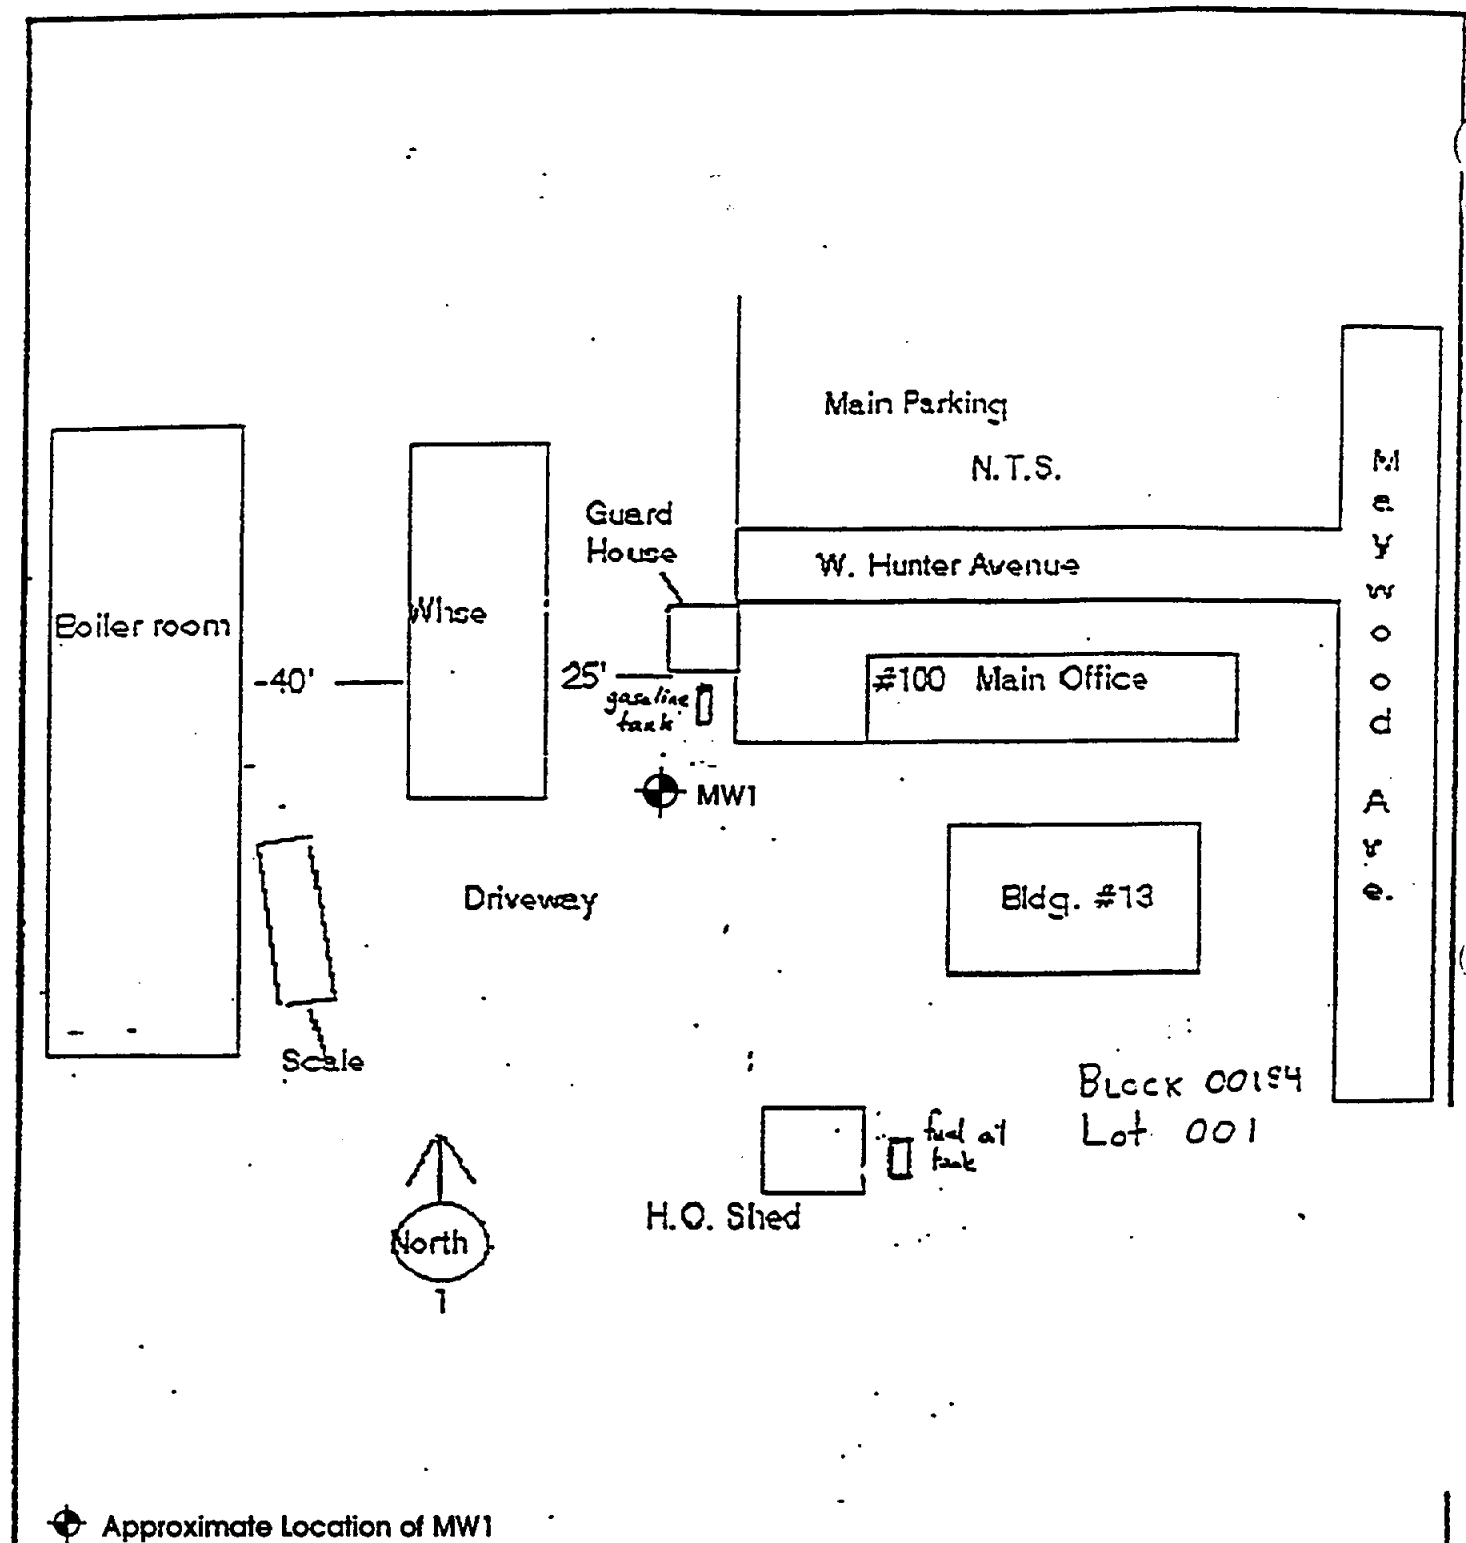 Main Parking
N.T.S.
Guard
House
W. Hunter Avenue
Boiler room
Whse
40'
25'
gasoline
tank
#100 Main Office
Maywood Ave.
MW1
Driveway
Bldg. #13
Scale
Block
Lot 001
fuel oil
tank
H.O. Shed
North
1
Approximate Location of MW1